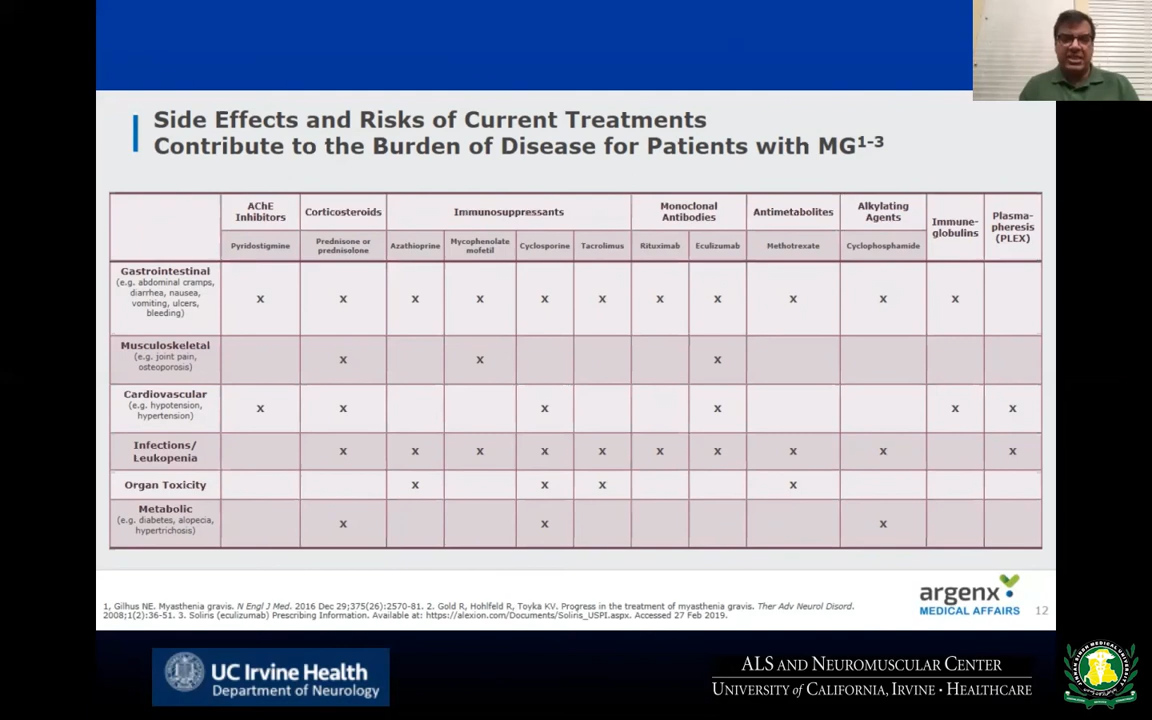 Side Effects and Risks of Current Treatments
Contribute to the Burden of Disease for Patients with MG¹⁻³
AChE Inhibitors Corticosteroids Immunosuppressants Monoclonal Antibodies Antimetabolites Alkylating Agents Immune-globulins Plasma-pheresis (PLEX)
Pyridostigmine Prednisone or prednisolone Azathioprine Mycophenolate mofetil Cyclosporine Tacrolimus Rituximab Eculizumab Methotrexate Cyclophosphamide
Gastrointestinal
(e.g. abdominal cramps,
diarrhea, nausea,
vomiting, ulcers,
bleeding)
x x x x x x x x x x x
Musculoskeletal
(e.g. joint pain,
osteoporosis)
x x x
Cardiovascular
(e.g. hypotension,
hypertension)
x x x x x x
Infections/
Leukopenia
x x x x x x x x x x
Organ Toxicity
x x x x
Metabolic
(e.g. diabetes, alopecia,
hypertrichosis)
x x x
1, Gilhus NE. Myasthenia gravis. N Engl J Med. 2016 Dec 29;375(26):2570-81. 2. Gold R, Hohlfeld R, Toyka KV. Progress in the treatment of myasthenia gravis. Ther Adv Neurol Disord.
2008;1(2):36-51. 3. Soliris (eculizumab) Prescribing Information. Available at: https://alexion.com/Documents/Soliris_USPI.aspx. Accessed 27 Feb 2019.
argenx
MEDICAL AFFAIRS
12
UC Irvine Health
Department of Neurology
ALS AND NEUROMUSCULAR CENTER
UNIVERSITY of CALIFORNIA, IRVINE • HEALTHCARE